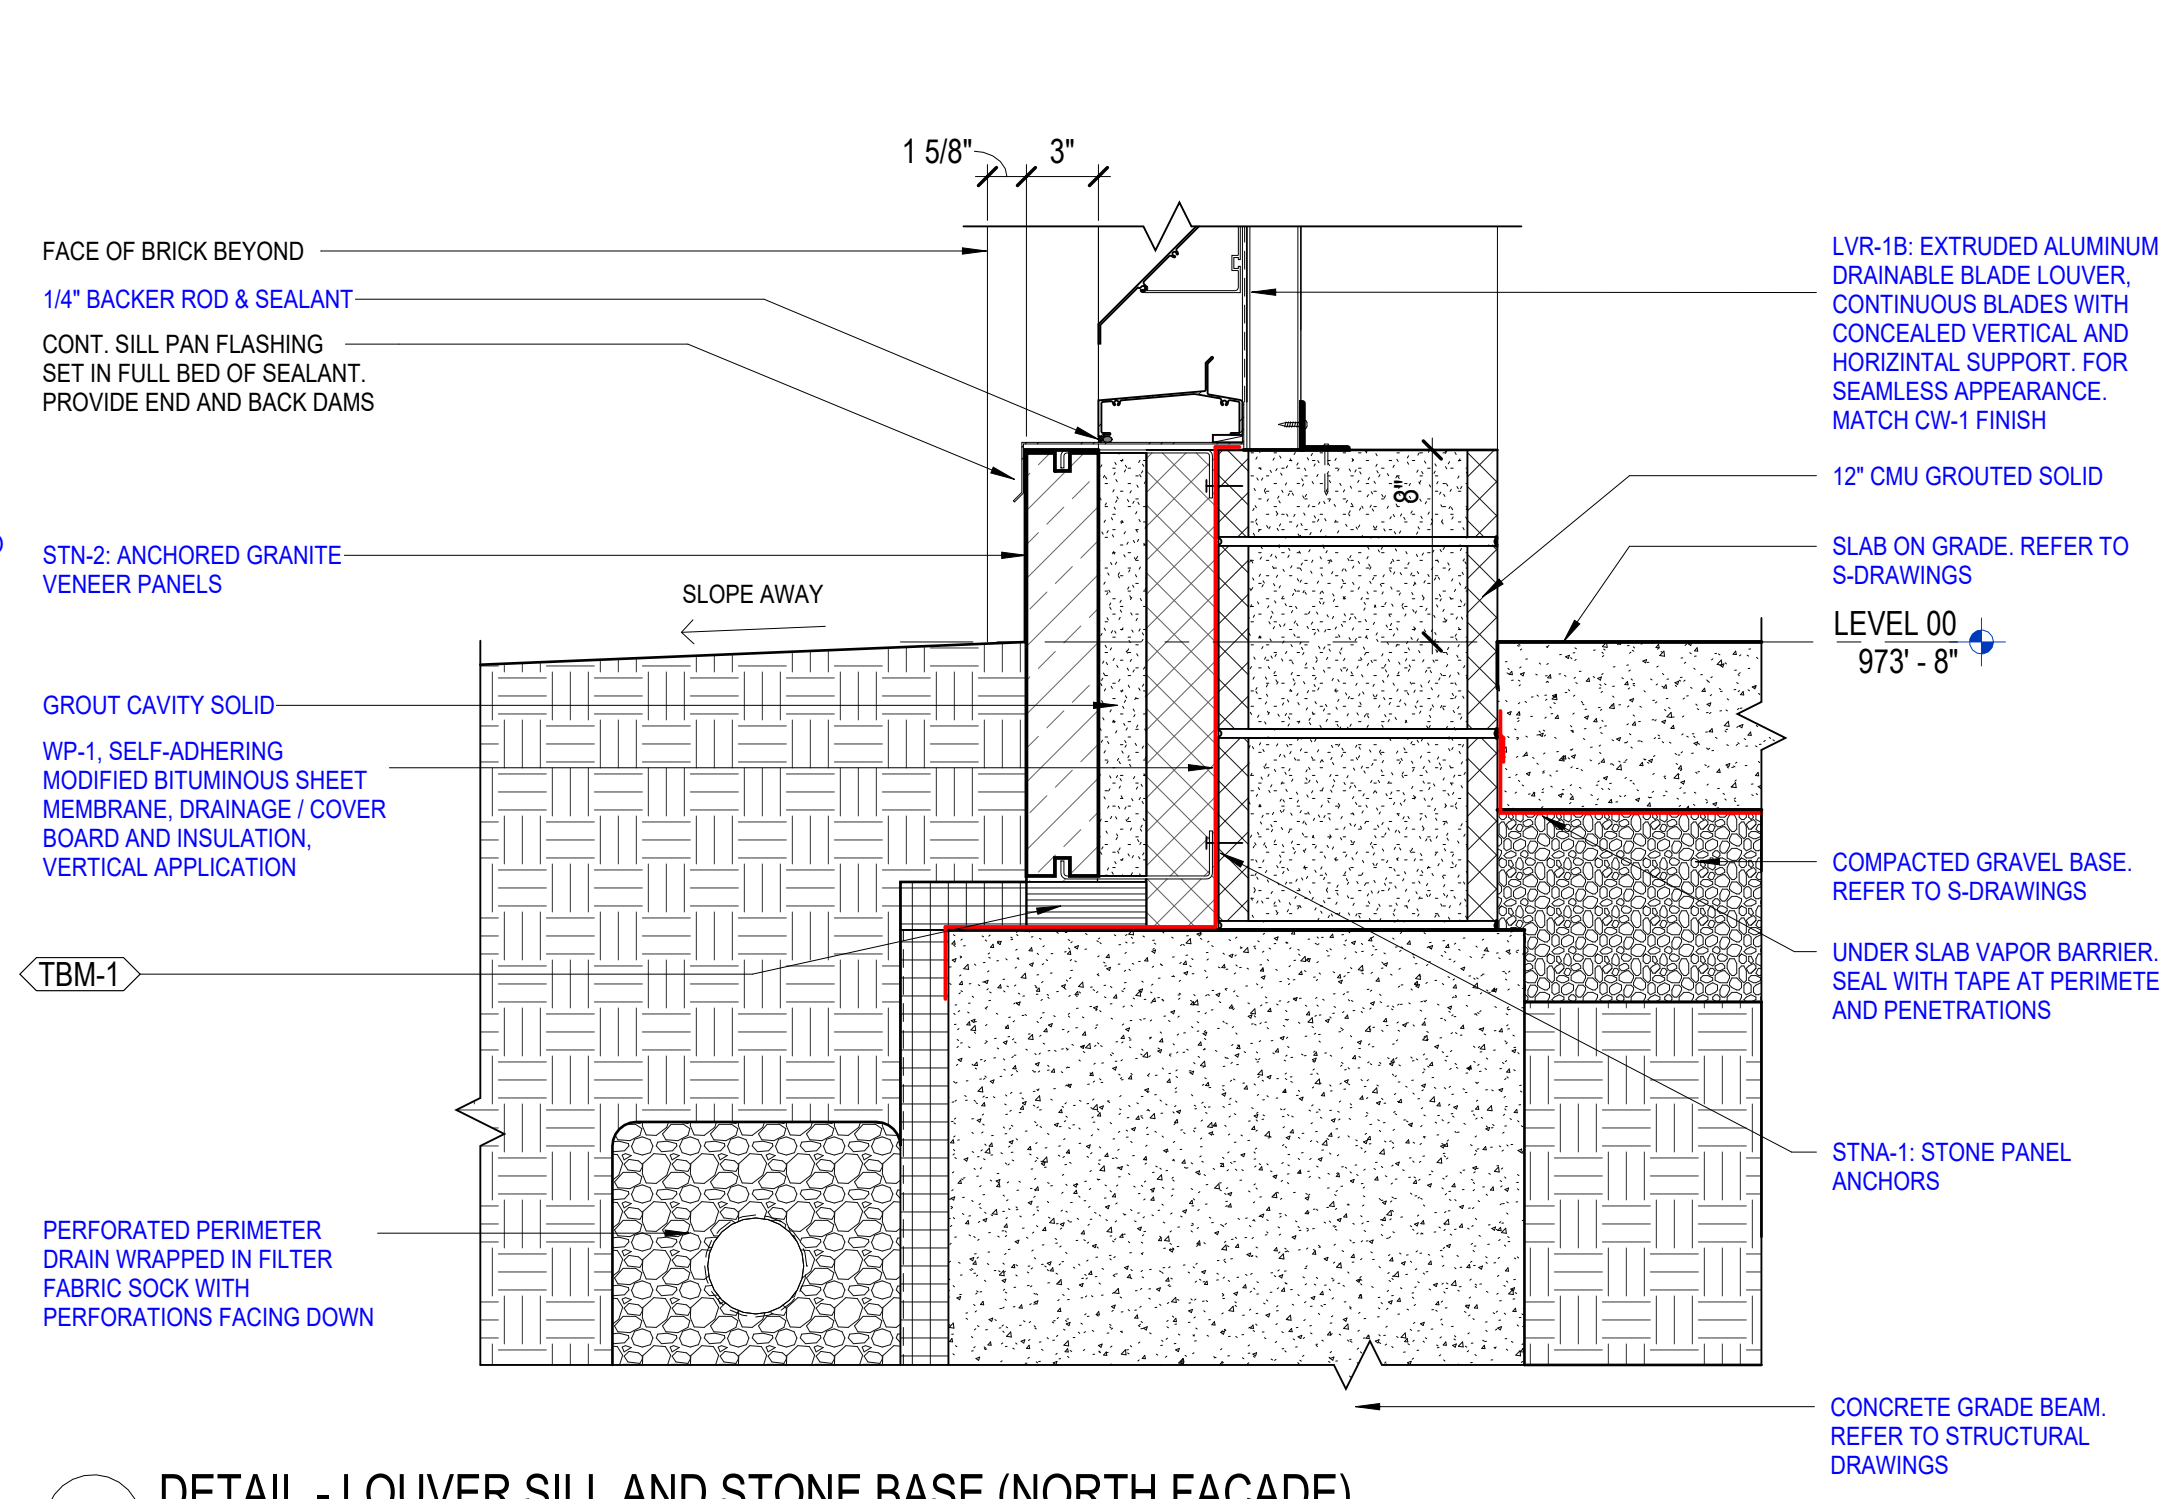 1 5/8" 3"
FACE OF BRICK BEYOND
1/4" BACKER ROD & SEALANT
CONT. SILL PAN FLASHING
SET IN FULL BED OF SEALANT.
PROVIDE END AND BACK DAMS
STN-2: ANCHORED GRANITE
VENEER PANELS
SLOPE AWAY
GROUT CAVITY SOLID
WP-1, SELF-ADHERING
MODIFIED BITUMINOUS SHEET
MEMBRANE, DRAINAGE / COVER
BOARD AND INSULATION,
VERTICAL APPLICATION
TBM-1
PERFORATED PERIMETER
DRAIN WRAPPED IN FILTER
FABRIC SOCK WITH
PERFORATIONS FACING DOWN
8"
LVR-1B: EXTRUDED ALUMINUM
DRAINABLE BLADE LOUVER,
CONTINUOUS BLADES WITH
CONCEALED VERTICAL AND
HORIZINTAL SUPPORT. FOR
SEAMLESS APPEARANCE.
MATCH CW-1 FINISH
12" CMU GROUTED SOLID
SLAB ON GRADE. REFER TO
S-DRAWINGS
LEVEL 00
973' - 8"
COMPACTED GRAVEL BASE.
REFER TO S-DRAWINGS
UNDER SLAB VAPOR BARRIER.
SEAL WITH TAPE AT PERIMETE
AND PENETRATIONS
STNA-1: STONE PANEL
ANCHORS
CONCRETE GRADE BEAM.
REFER TO STRUCTURAL
DRAWINGS
DETAIL - LOUVER SILL AND STONE BASE (NORTH FACADE)